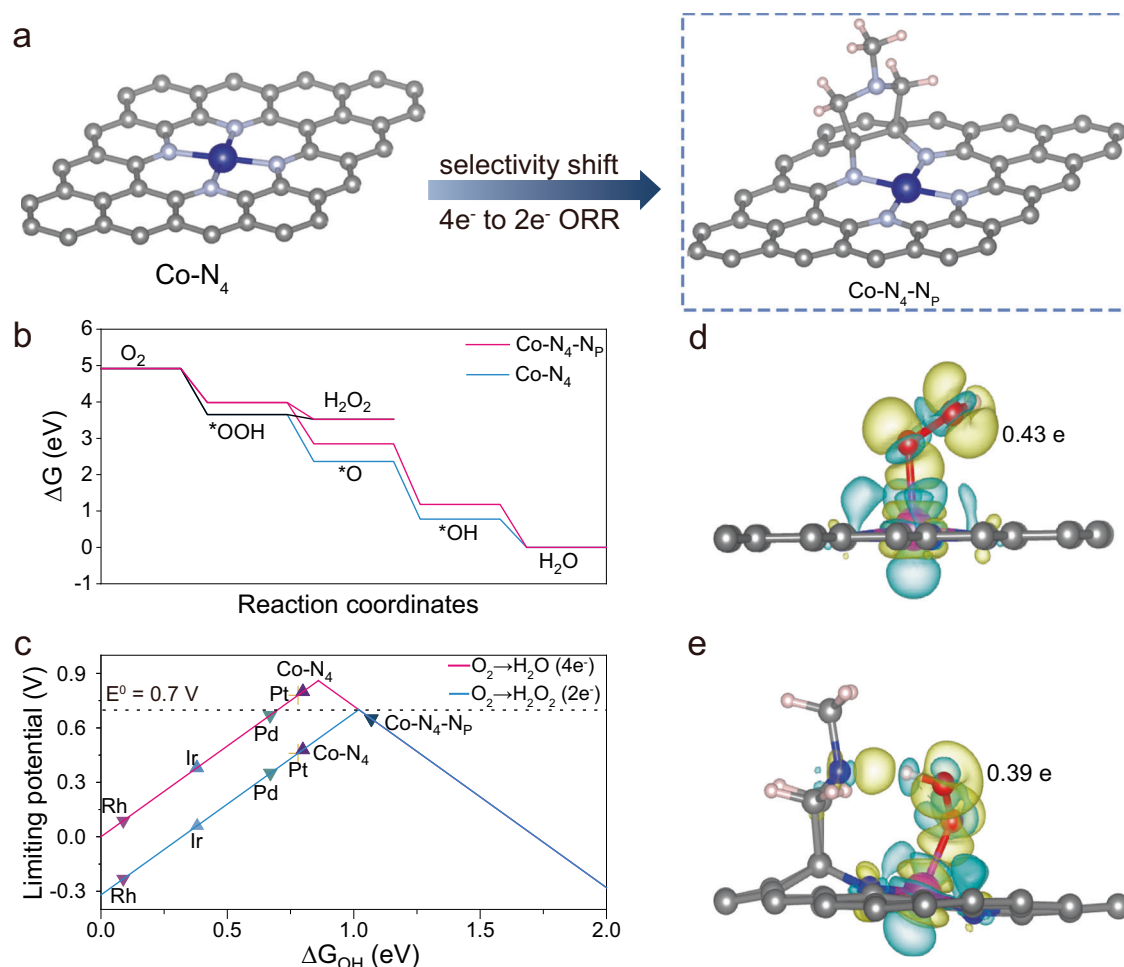 a
selectivity shift
4e⁻ to 2e⁻ ORR
Co-N₄
Co-N₄-Nₚ
b
6
5
4
3
2
1
0
-1
ΔG (eV)
O₂
*OOH
H₂O₂
*O
*OH
H₂O
Co-N₄-Nₚ
Co-N₄
Reaction coordinates
c
0.9
0.6
0.3
0.0
-0.3
Limiting potential (V)
E⁰ = 0.7 V
Co-N₄
O₂→H₂O (4e⁻)
O₂→H₂O₂ (2e⁻)
Pt
Pd
Co-N₄-Nₚ
Ir
Co-N₄
Pt
Pd
Rh
Ir
Rh
0.0 0.5 1.0 1.5 2.0
ΔG_OH (eV)
d
0.43 e
e
0.39 e